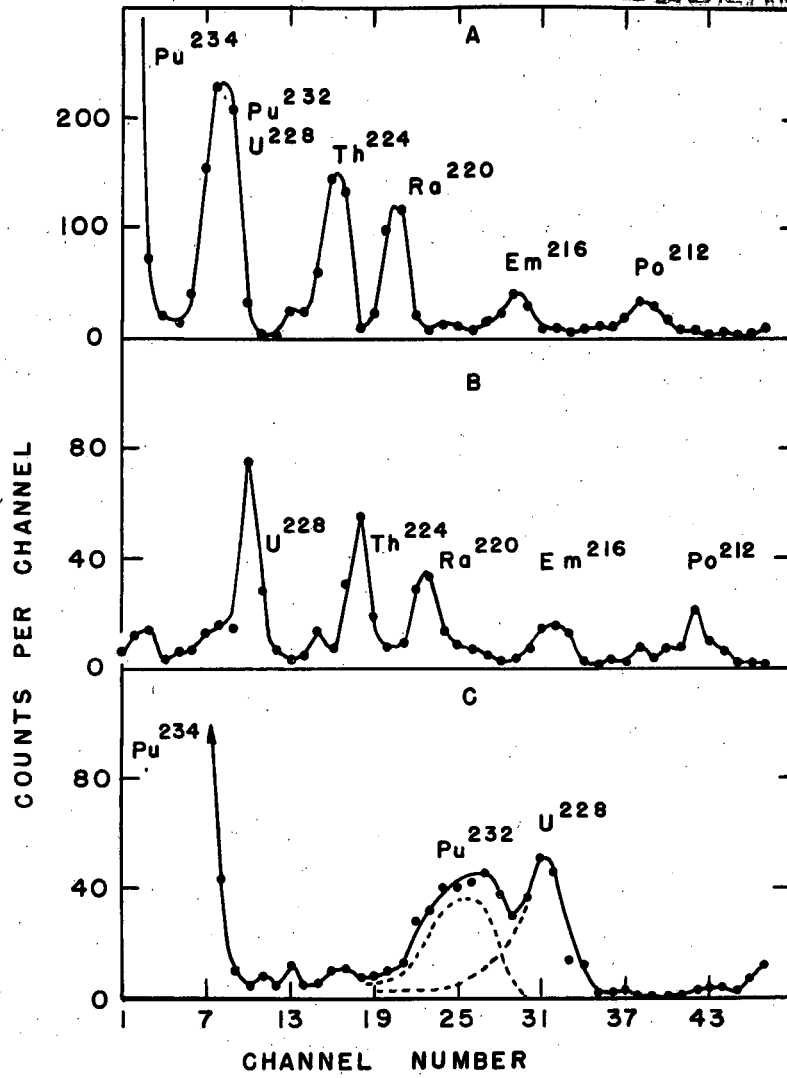 A
Pu234
Pu232
U228
Th224
Ra220
Em216
Po212
200
100
0
B
80
40
0
U228
Th224
Ra220
Em216
Po212
C
Pu234
Pu232
U228
80
40
0
1 7 13 19 25 31 37 43
CHANNEL NUMBER
COUNTS PER CHANNEL